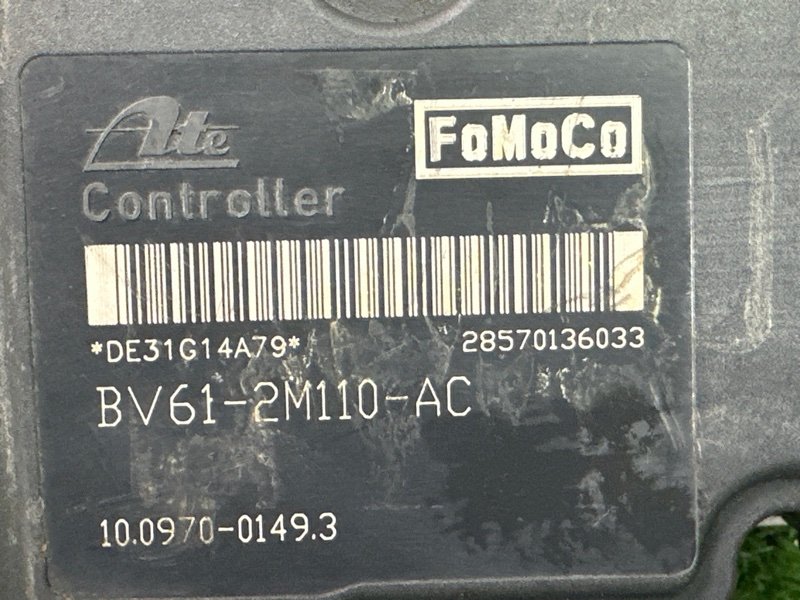 Ate
FoMoCo
Controller
*DE31G14A79*
28570136033
BV61-2M110-AC
10.0970-0149.3